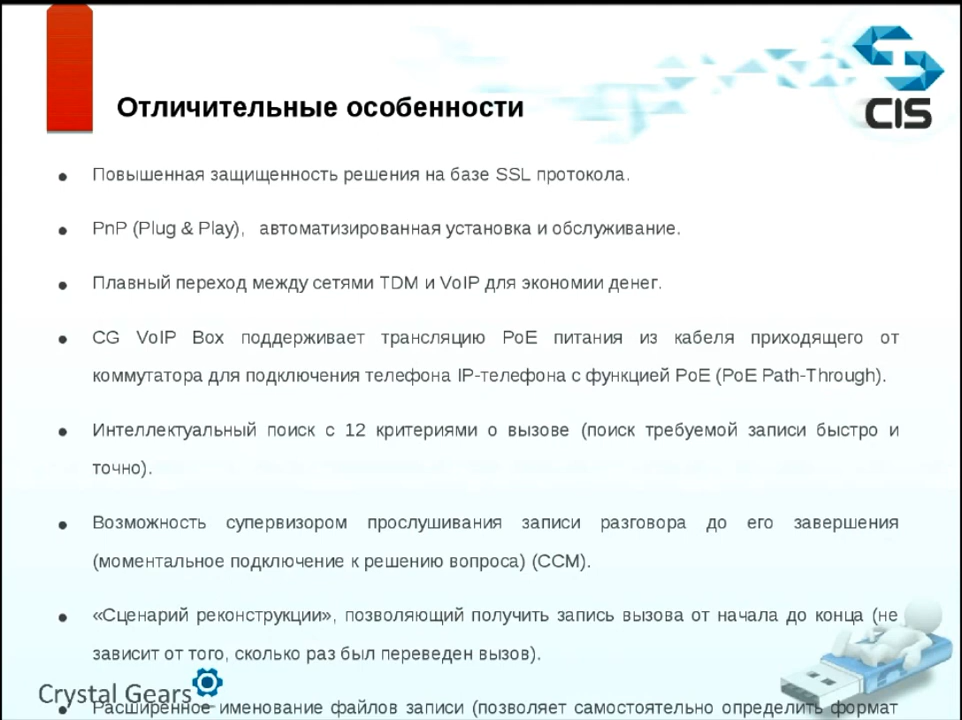 CIS
Отличительные особенности
• Повышенная защищенность решения на базе SSL протокола.
• PnP (Plug & Play), автоматизированная установка и обслуживание.
• Плавный переход между сетями TDM и VoIP для экономии денег.
• CG VoIP Box поддерживает трансляцию PoE питания из кабеля приходящего от
коммутатора для подключения телефона IP-телефона с функцией PoE (PoE Path-Through).
• Интеллектуальный поиск с 12 критериями о вызове (поиск требуемой записи быстро и
точно).
• Возможность супервизором прослушивания записи разговора до его завершения
(моментальное подключение к решению вопроса) (CCM).
• «Сценарий реконструкции», позволяющий получить запись вызова от начала до конца (не
зависит от того, сколько раз был переведен вызов).
Crystal Gears
• Расширенное именование файлов записи (позволяет самостоятельно определить формат